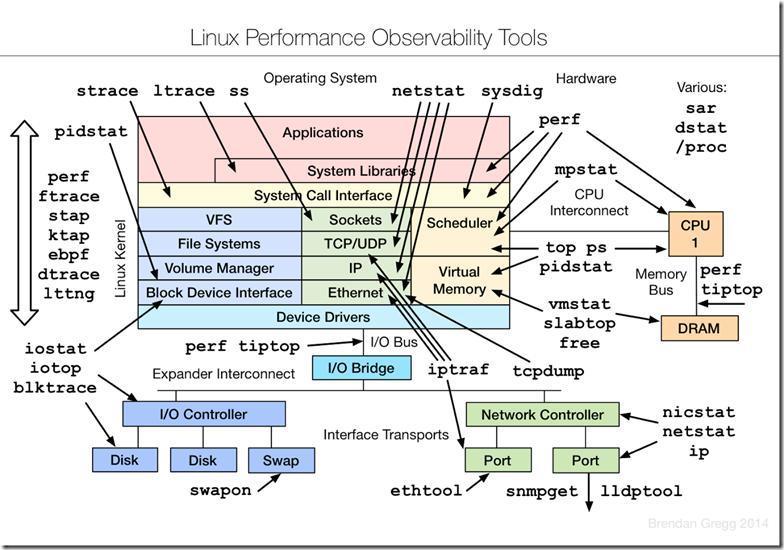 Linux Performance Observability Tools
Operating System
Hardware
Various:
strace ltrace ss
netstat sysdig
sar
dstat
/proc
pidstat
perf
Applications
System Libraries
System Call Interface
mpstat
CPU
Interconnect
perf
ftrace
stap
ktap
ebpf
dtrace
lttng
Linux Kernel
VFS
Sockets
Scheduler
File Systems
TCP/UDP
Volume Manager
IP
Virtual
Memory
Block Device Interface
Ethernet
Device Drivers
CPU
1
top ps
pidstat
Memory
Bus
perf
tiptop
vmstat
slabtop
free
DRAM
iostat
iotop
blktrace
perf tiptop
I/O Bus
Expander Interconnect
I/O Bridge
iptraf
tcpdump
I/O Controller
Network Controller
nicstat
netstat
ip
Interface Transports
Disk
Disk
Swap
Port
Port
swapon
ethtool
snmpget
lldptool
Brendan Gregg 2014